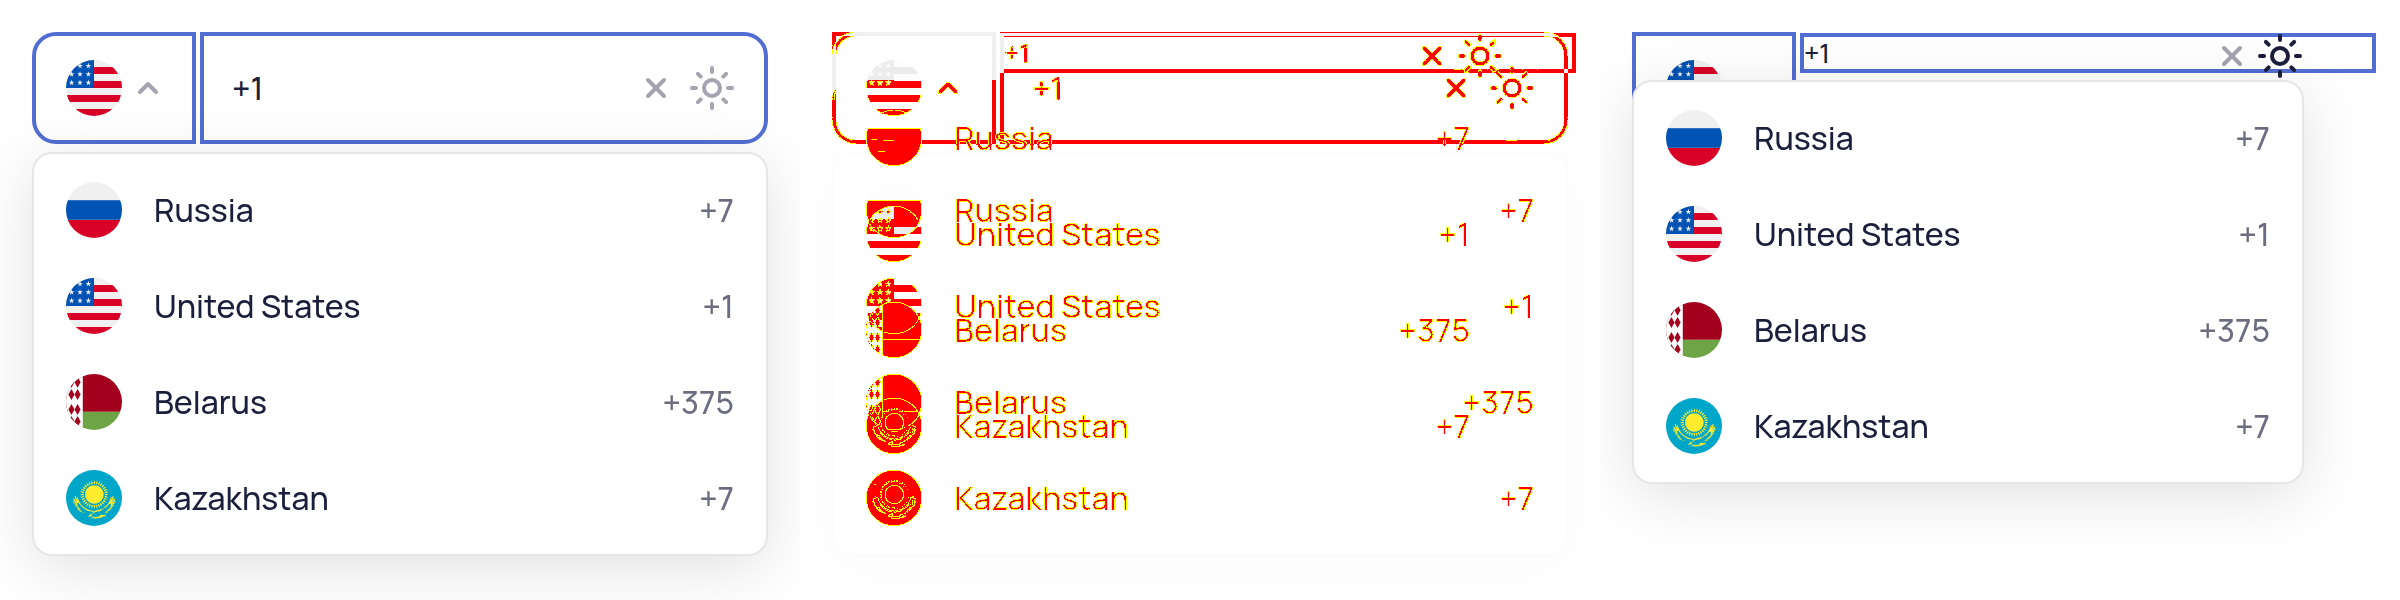 +1
Russia +7
United States +1
Belarus +375
Kazakhstan +7
+1
+1
Russia +7
Russia +7
United States +1
United States +1
Belarus +375
Belarus +375
Kazakhstan +7
Kazakhstan +7
+1
Russia +7
United States +1
Belarus +375
Kazakhstan +7